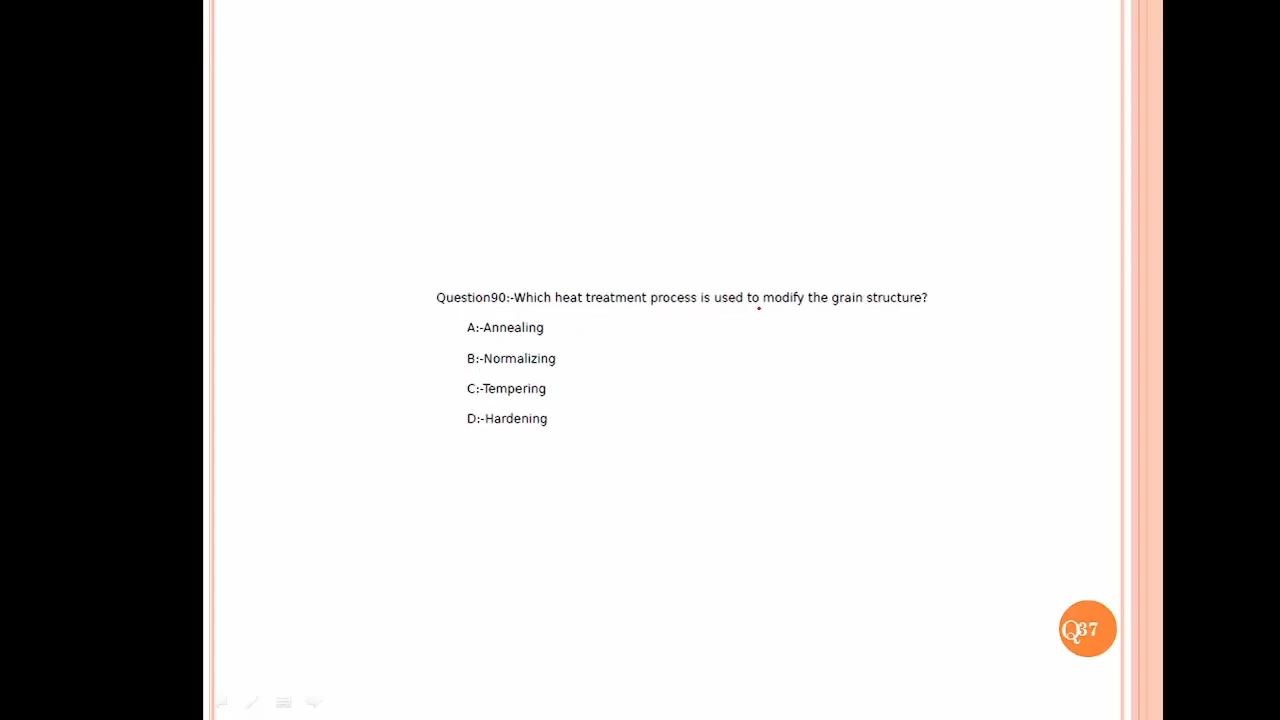 Question90:-Which heat treatment process is used to modify the grain structure?
A:-Annealing
B:-Normalizing
C:-Tempering
D:-Hardening
Q37